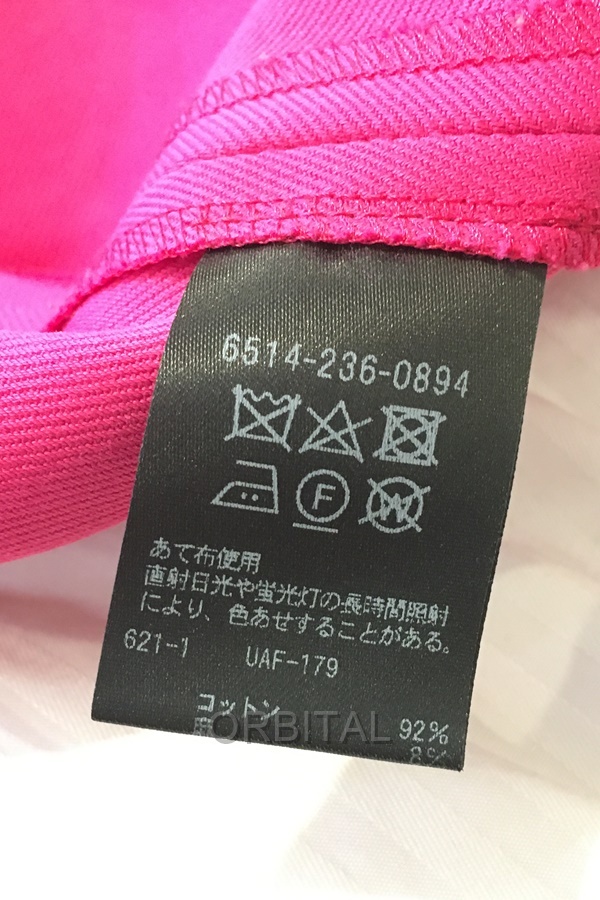 6514-236-0894
F
W
あて布使用
直射日光や蛍光灯の長時間照射
により、色あせすることがある。
621-1 UAF-179
コットン 92%
8%
ORBITAL